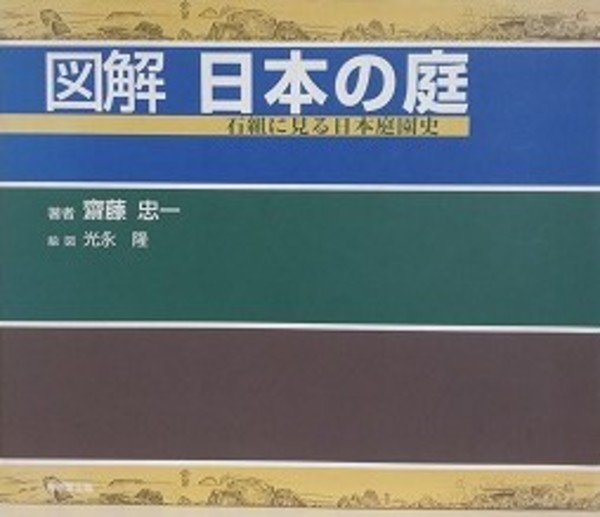 図解 日本の庭
石組に見る日本庭園史
著者 齋藤 忠一
絵図 光永 隆